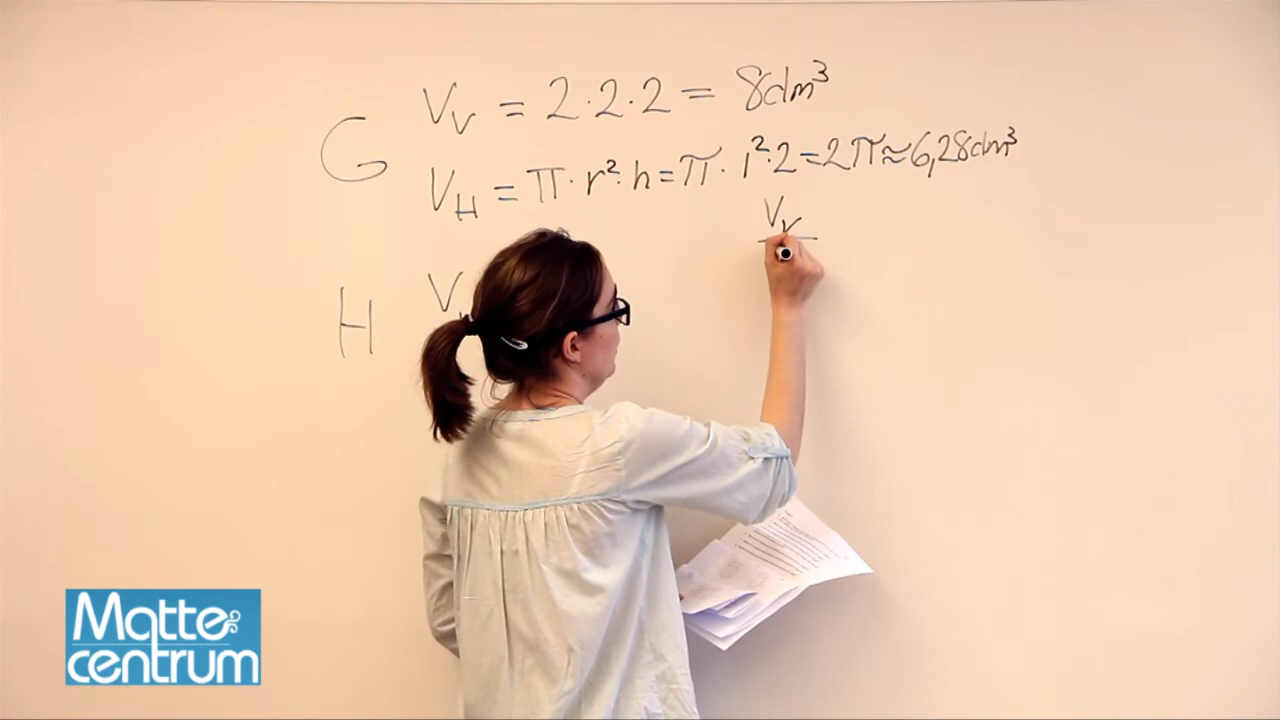 V_V = 2·2·2 = 8dm³
G
V_H = π·r²·h = π·1²·2 = 2π ≈ 6,28dm³
V_V
H
V
Matte
centrum